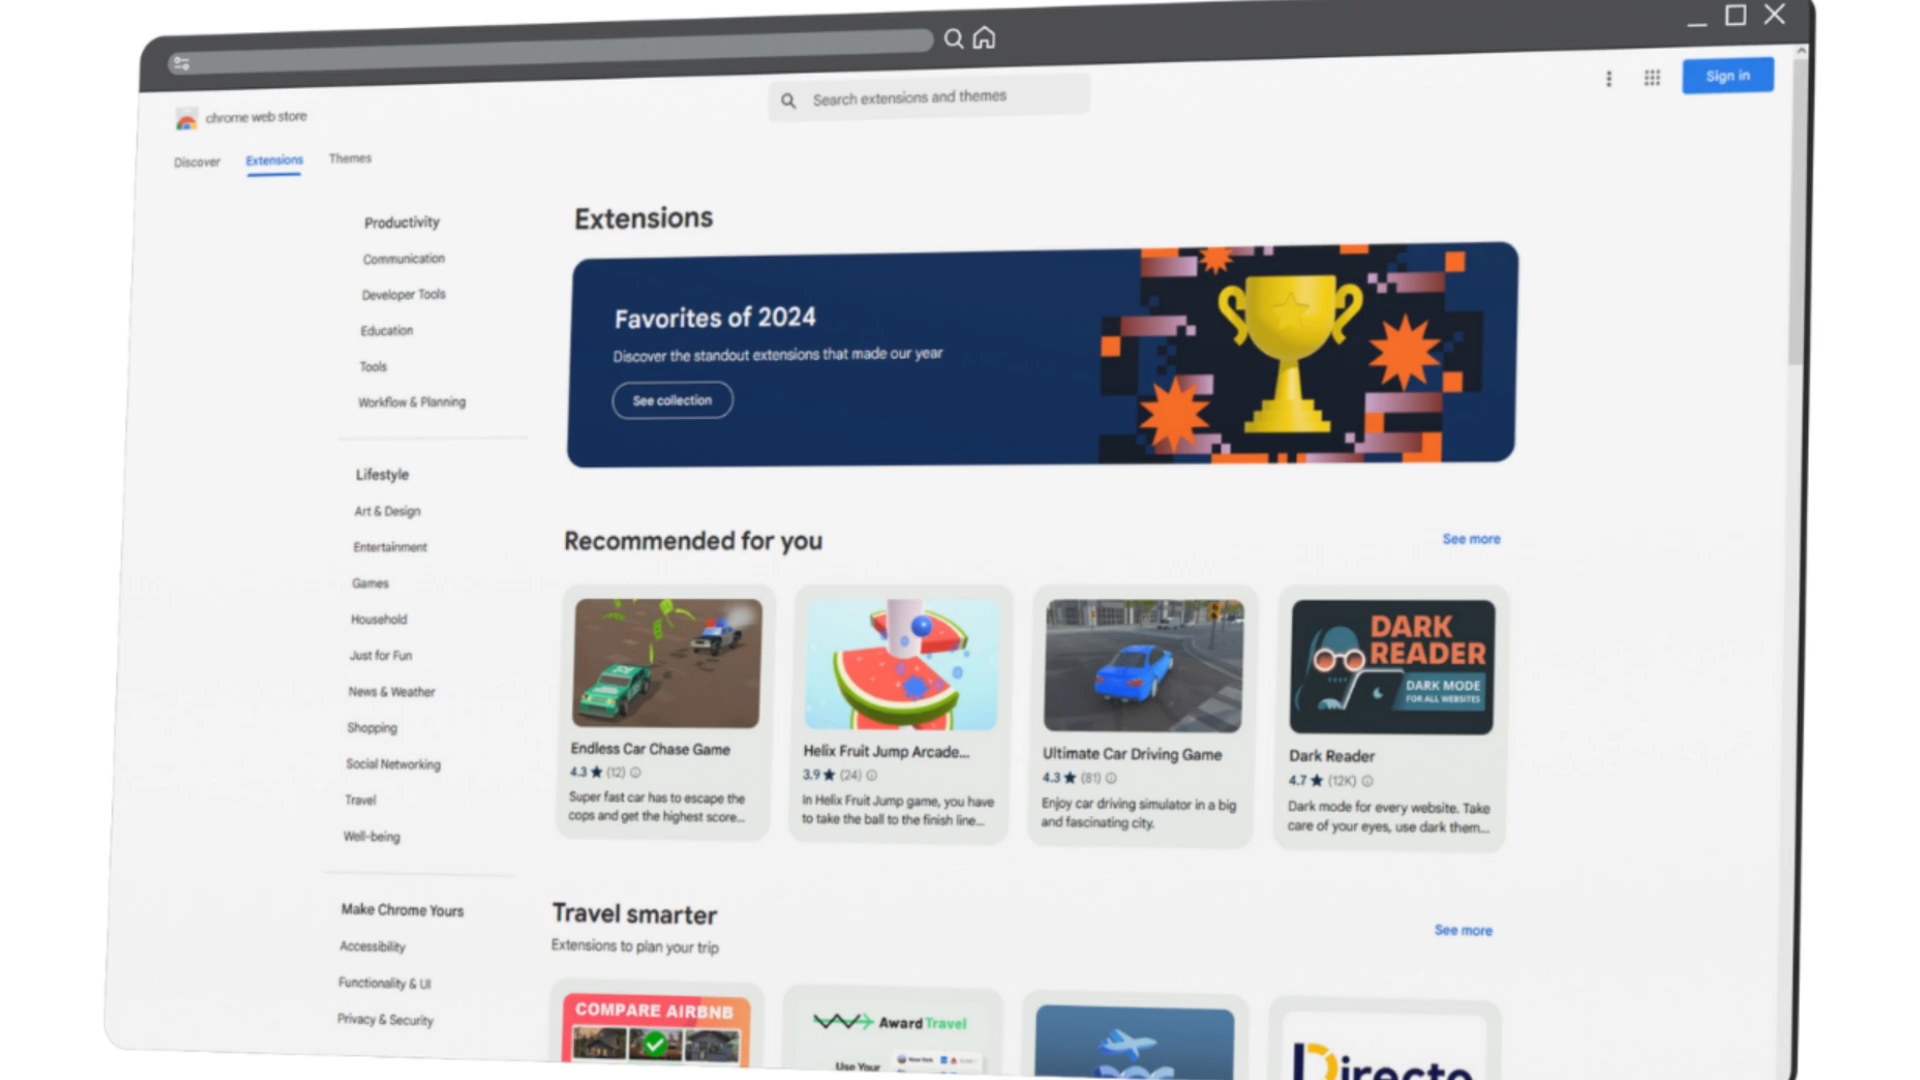 Sign in
chrome web store
Search extensions and themes
Discover
Extensions
Themes
Productivity
Communication
Developer Tools
Education
Tools
Workflow & Planning
Lifestyle
Art & Design
Entertainment
Games
Household
Just for Fun
News & Weather
Shopping
Social Networking
Travel
Well-being
Make Chrome Yours
Accessibility
Functionality & UI
Privacy & Security
Extensions
Favorites of 2024
Discover the standout extensions that made our year
See collection
Recommended for you
See more
Endless Car Chase Game
4.3 ★ (12)
Super fast car has to escape the
cops and get the highest score...
Helix Fruit Jump Arcade...
3.9 ★ (24)
In Helix Fruit Jump game, you have
to take the ball to the finish line...
Ultimate Car Driving Game
4.3 ★ (81)
Enjoy car driving simulator in a big
and fascinating city.
DARK
READER
DARK MODE
FOR ALL WEBSITES
Dark Reader
4.7 ★ (12K)
Dark mode for every website. Take
care of your eyes, use dark them...
Travel smarter
See more
Extensions to plan your trip
COMPARE AIRBNB
AwardTravel
Use Your
New York
Directo